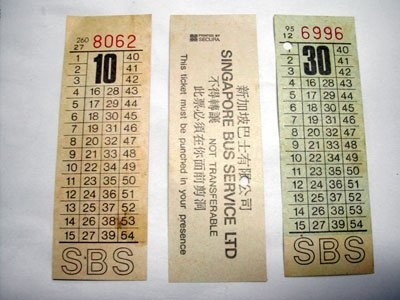 260 8062
27
1 10 40
2 41
3 42
4 16 28 43
5 17 29 44
6 18 30 45
7 19 31 46
8 20 32 47
9 21 33 48
10 22 34 49
11 23 35 50
12 24 36 51
13 25 37 52
14 26 38 53
15 27 39 54
SBS
PRINTED BY
SECURA
新加坡巴士有限公司
SINGAPORE BUS SERVICE LTD
不得轉讓 NOT TRANSFERABLE
此票必須在你面前剪洞
This ticket must be punched in your presence
95 6996
12
1 30 40
2 41
3 42
4 16 28 43
5 17 29 44
6 18 30 45
7 19 31 46
8 20 32 47
9 21 33 48
10 22 34 49
11 23 35 50
12 24 36 51
13 25 37 52
14 26 38 53
15 27 39 54
SBS